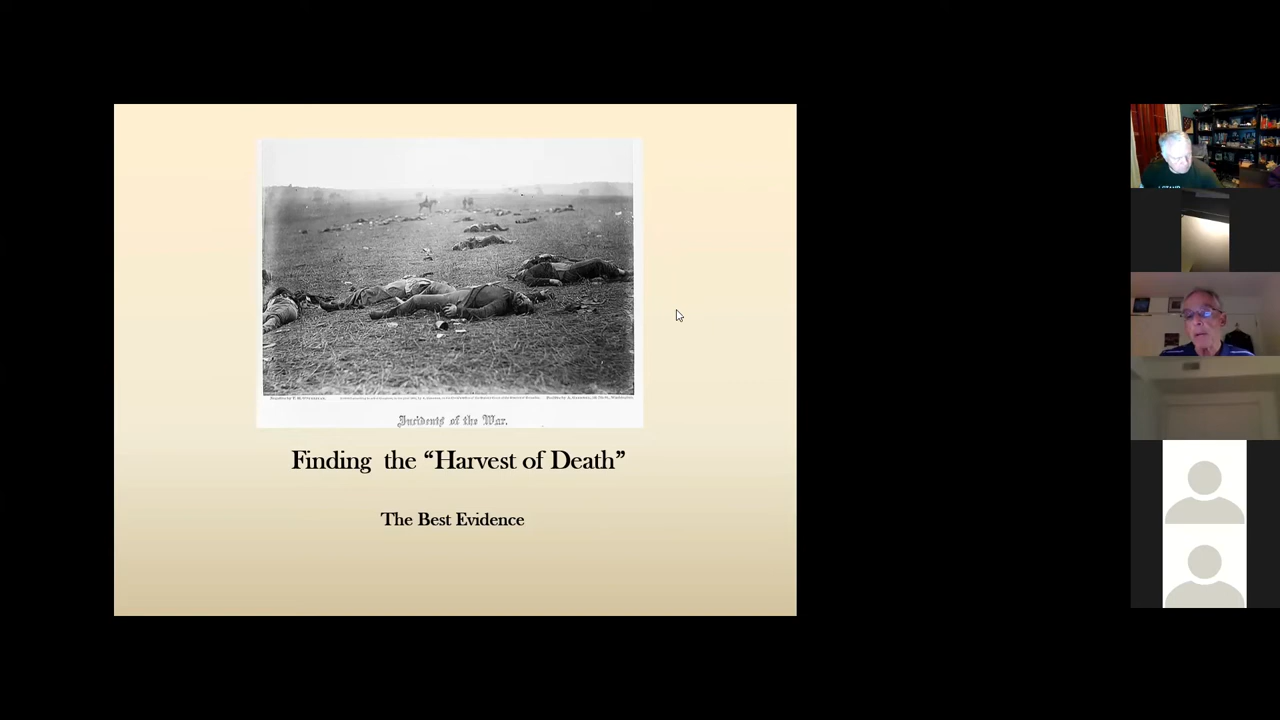 Incidents of the War.
Finding the “Harvest of Death”
The Best Evidence